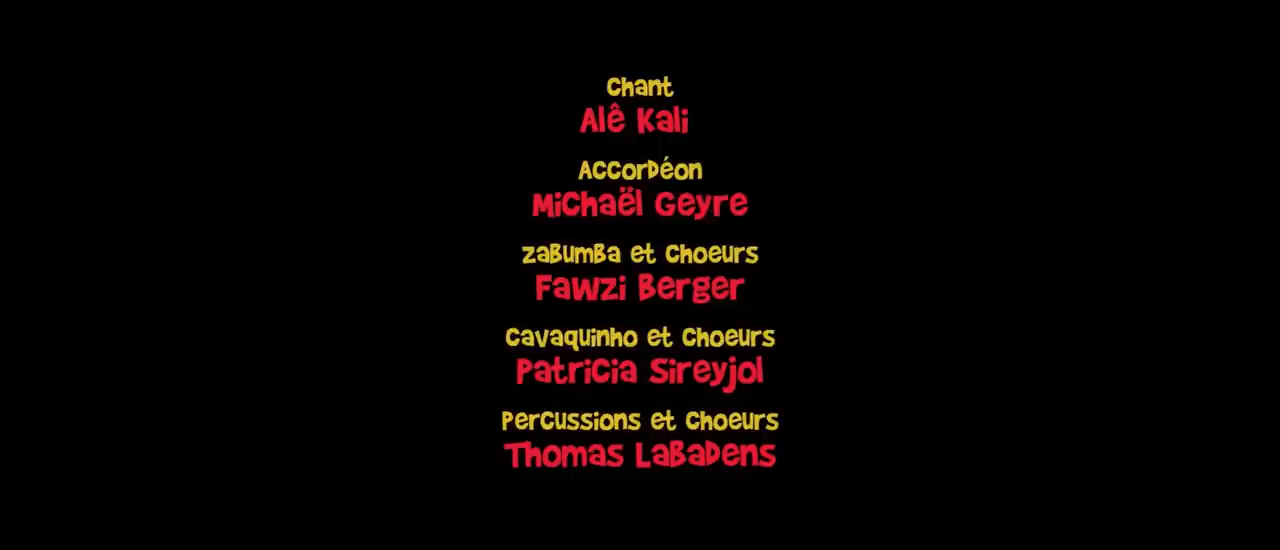 Chant
Alê Kali
Accordéon
Michaël Geyre
Zabumba et Choeurs
Fawzi Berger
Cavaquinho et Choeurs
Patricia Sireyjol
Percussions et Choeurs
Thomas Labadens